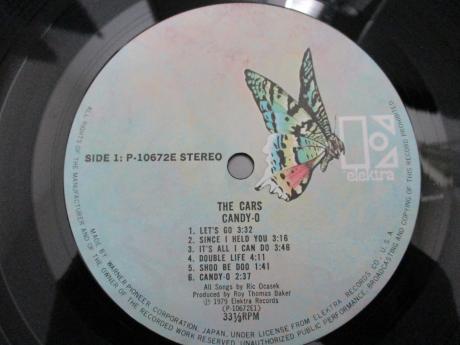 SIDE 1: P-10672E STEREO
elektra
THE CARS
CANDY-O
1. LET'S GO 3:32
2. SINCE I HELD YOU 3:16
3. IT'S ALL I CAN DO 3:46
4. DOUBLE LIFE 4:11
5. SHOO BE DOO 1:41
6. CANDY-O 2:37
All Songs by Ric Ocasek
Produced by Roy Thomas Baker
Ⓟ 1979 Elektra Records
(P-10672E1)
33⅓RPM
MADE BY WARNER-PIONEER CORPORATION, JAPAN, UNDER LICENSE FROM ELEKTRA RECORDS CO., U.S.A.
ALL RIGHTS OF THE MANUFACTURER AND OF THE OWNER OF THE RECORDED WORK RESERVED. UNAUTHORIZED PUBLIC PERFORMANCE, BROADCASTING AND COPYING OF THIS RECORD PROHIBITED.